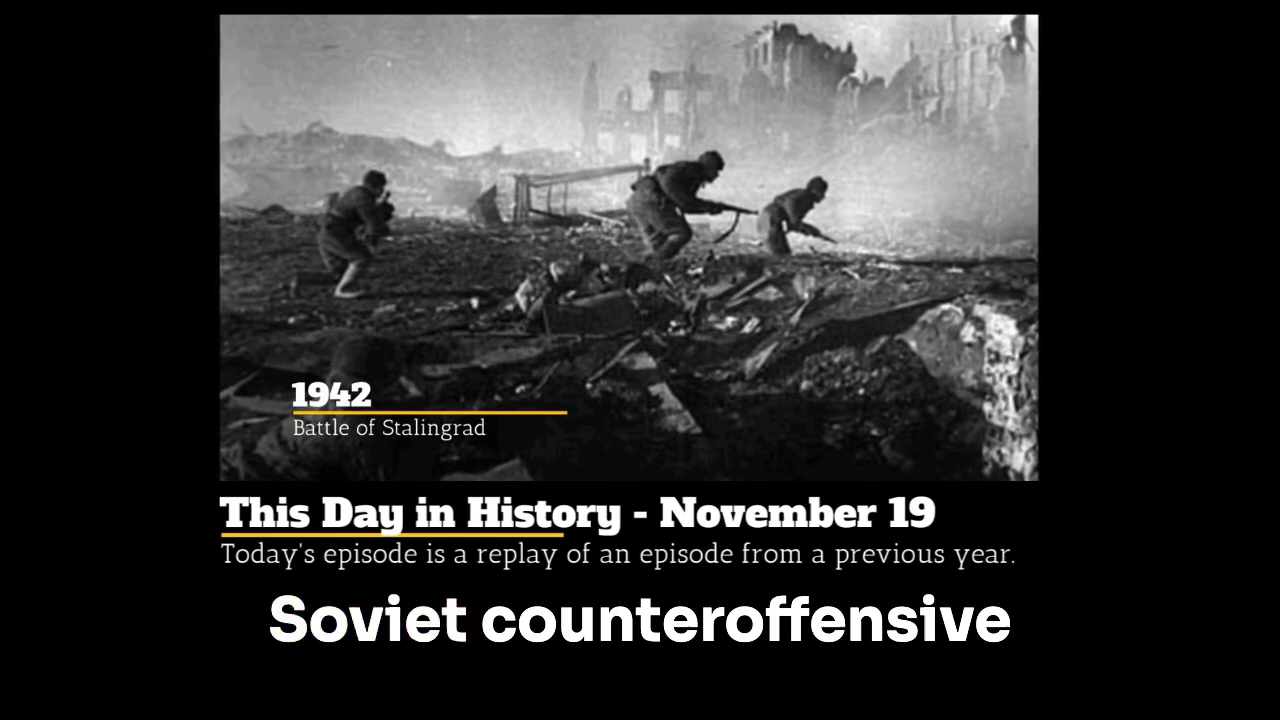 1942
Battle of Stalingrad
This Day in History - November 19
Today's episode is a replay of an episode from a previous year.
Soviet counteroffensive